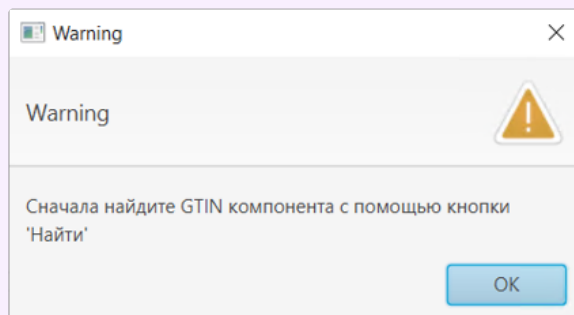 Warning
Warning
Сначала найдите GTIN компонента с помощью кнопки
'Найти'
OK